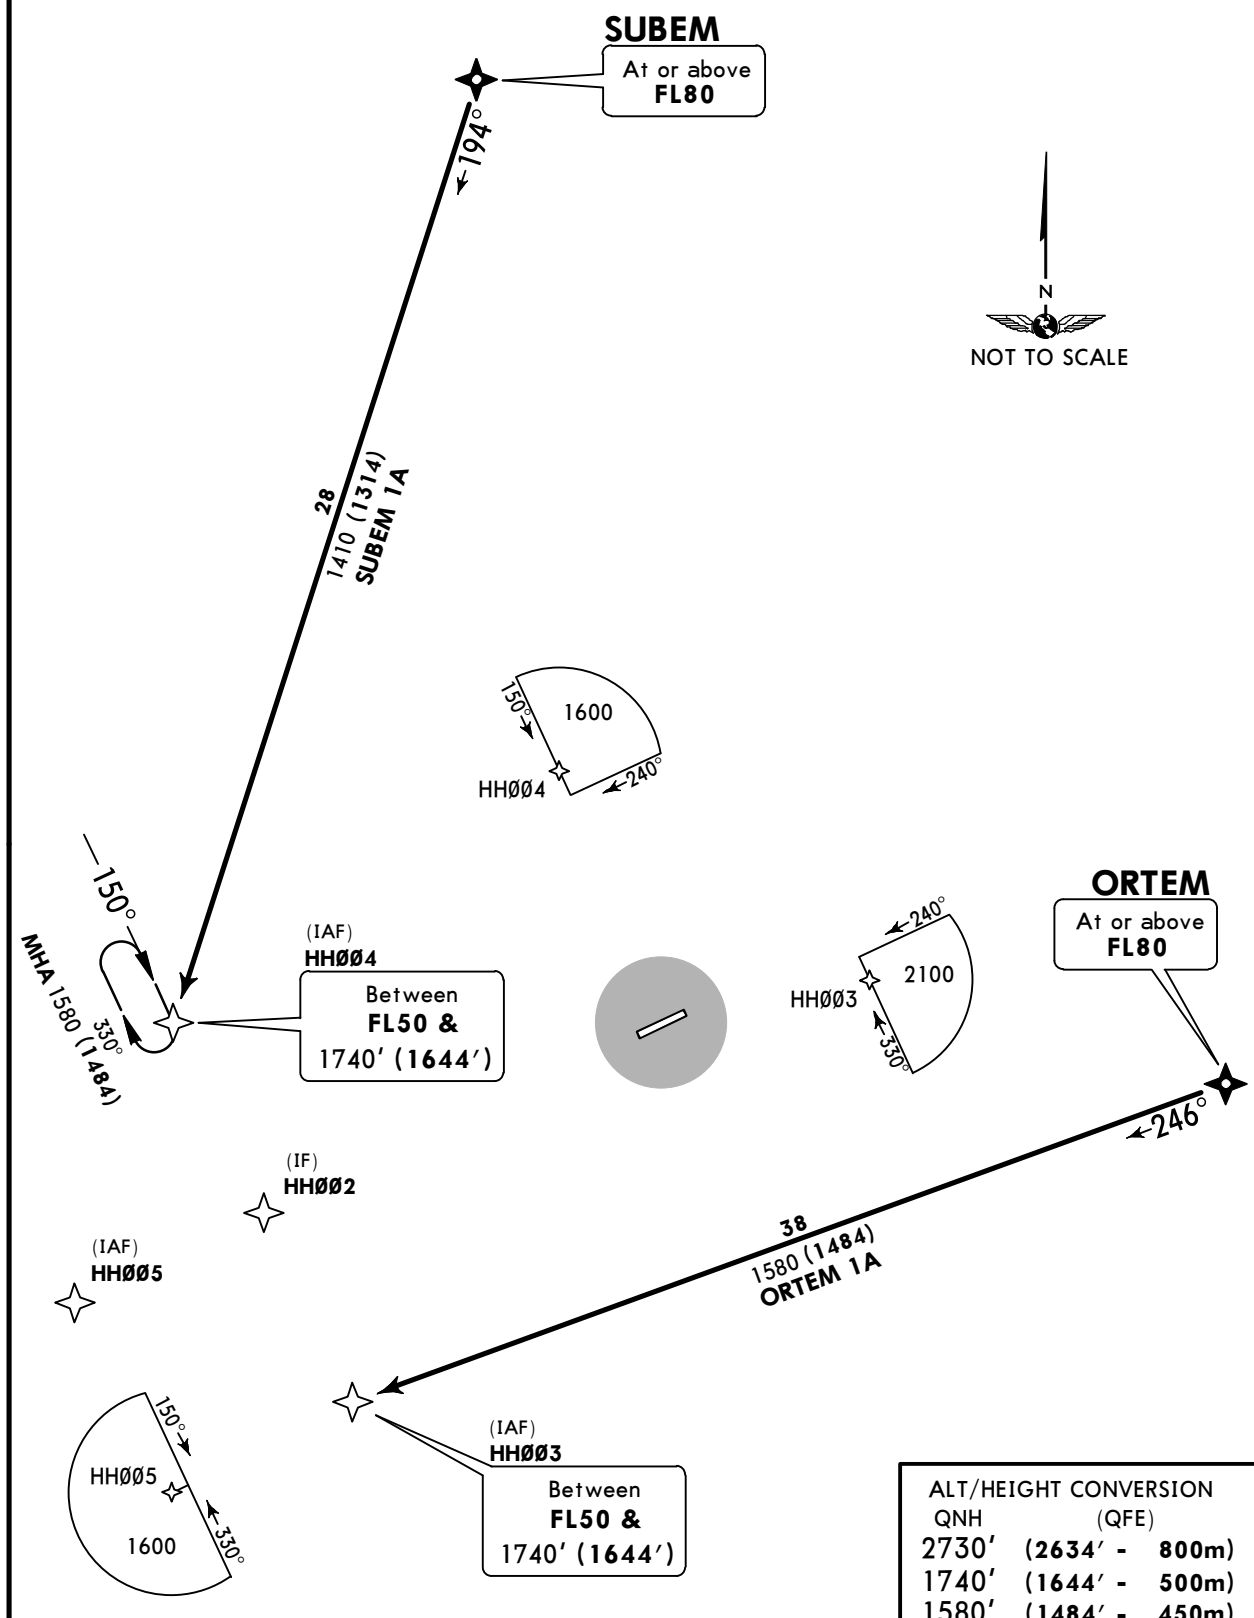 SUBEM
At or above
FL80
194°
N
NOT TO SCALE
28
1410 (1314)
SUBEM 1A
150°
1600
HHØØ4
240°
ORTEM
At or above
FL80
150°
MHA 1580 (1484)
330°
(IAF)
HHØØ4
Between
FL50 &
1740' (1644')
240°
HHØØ3
2100
330°
246°
(IF)
HHØØ2
38
1580 (1484)
ORTEM 1A
(IAF)
HHØØ5
150°
HHØØ5
1600
330°
(IAF)
HHØØ3
Between
FL50 &
1740' (1644')
ALT/HEIGHT CONVERSION
QNH (QFE)
2730' (2634' - 800m)
1740' (1644' - 500m)
1580' (1484' - 450m)